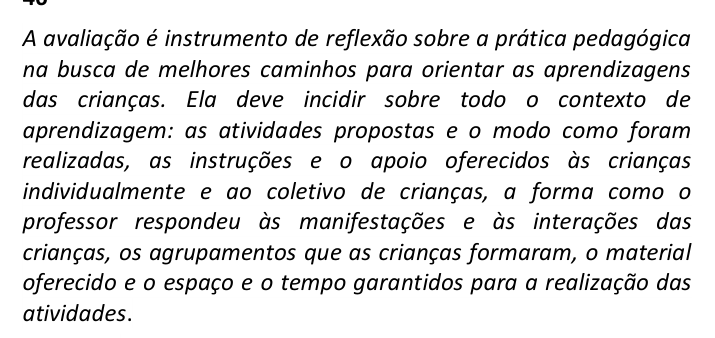 A avaliação é instrumento de reflexão sobre a prática pedagógica
na busca de melhores caminhos para orientar as aprendizagens
das crianças. Ela deve incidir sobre todo o contexto de
aprendizagem: as atividades propostas e o modo como foram
realizadas, as instruções e o apoio oferecidos às crianças
individualmente e ao coletivo de crianças, a forma como o
professor respondeu às manifestações e às interações das
crianças, os agrupamentos que as crianças formaram, o material
oferecido e o espaço e o tempo garantidos para a realização das
atividades.